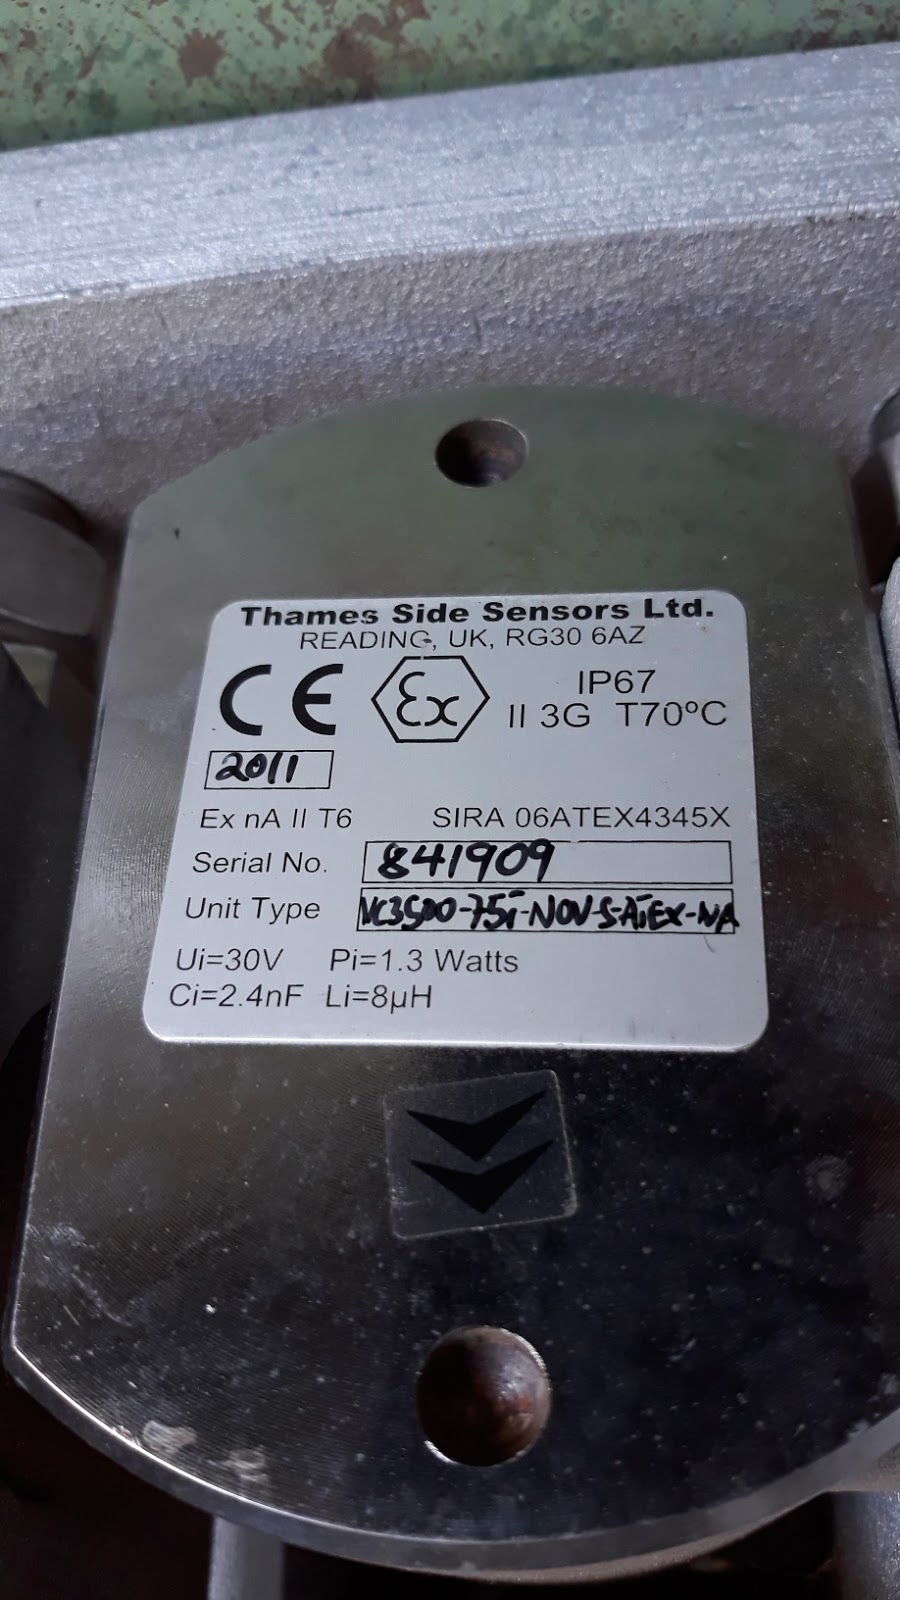 Thames Side Sensors Ltd.
READING, UK, RG30 6AZ
CE Ex IP67
II 3G T70ºC
2011
Ex nA II T6 SIRA 06ATEX4345X
Serial No. 841909
Unit Type VC3500-75i-NOV-S-ATEX-NA
Ui=30V Pi=1.3 Watts
Ci=2.4nF Li=8µH